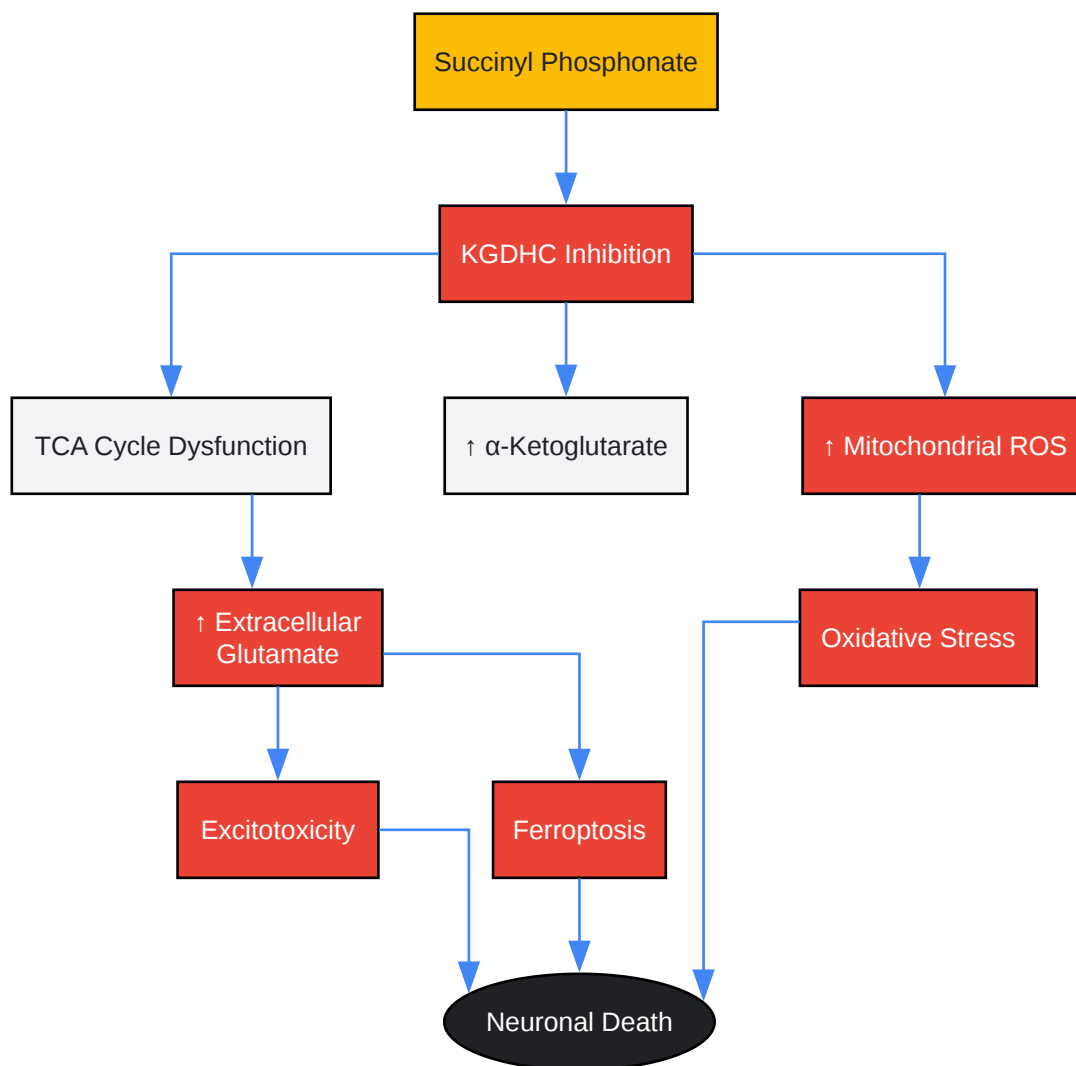 Succinyl Phosphonate
KGDHC Inhibition
TCA Cycle Dysfunction
↑ α-Ketoglutarate
↑ Mitochondrial ROS
↑ Extracellular
Glutamate
Oxidative Stress
Excitotoxicity
Ferroptosis
Neuronal Death